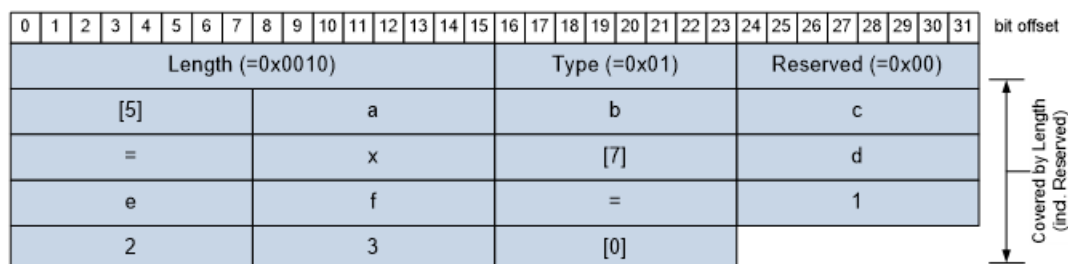 0 1 2 3 4 5 6 7 8 9 10 11 12 13 14 15 16 17 18 19 20 21 22 23 24 25 26 27 28 29 30 31 bit offset
Length (=0x0010) Type (=0x01) Reserved (=0x00)
[5] a b c
= x [7] d
e f = 1
2 3 [0]
Covered by Length
(incl. Reserved)